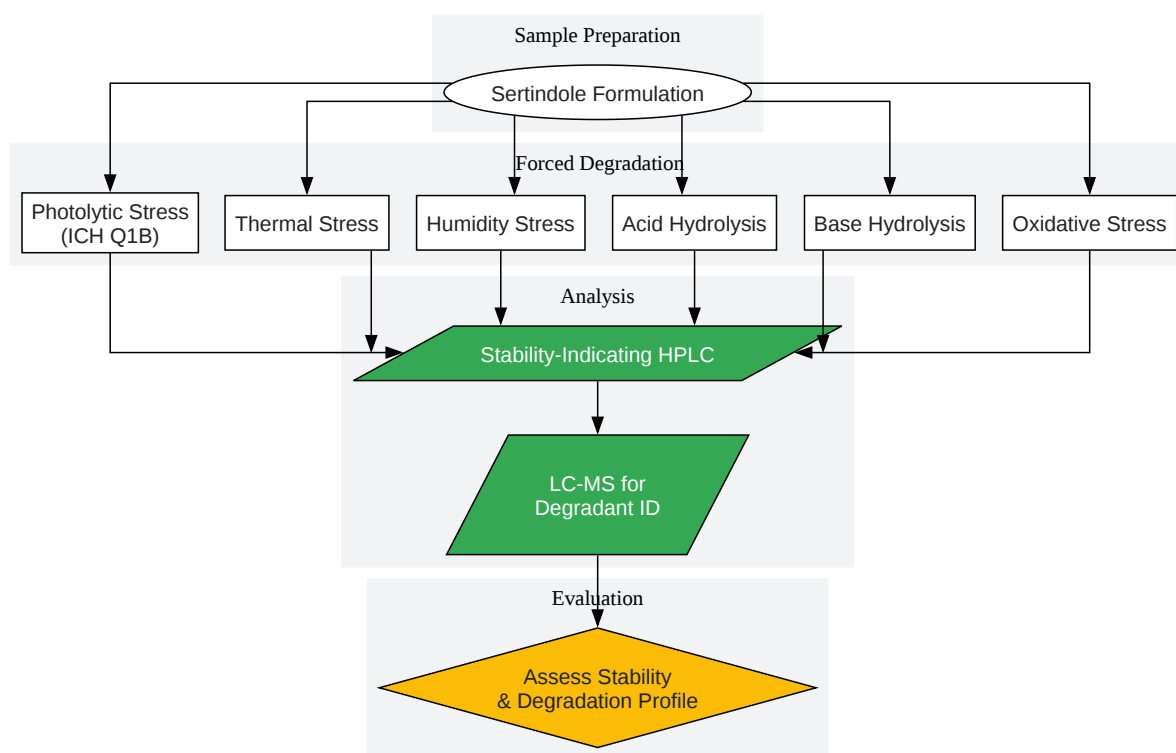 Sample Preparation
Sertindole Formulation
Forced Degradation
Photolytic Stress
(ICH Q1B)
Thermal Stress
Humidity Stress
Acid Hydrolysis
Base Hydrolysis
Oxidative Stress
Analysis
Stability-Indicating HPLC
LC-MS for
Degradant ID
Evaluation
Assess Stability
& Degradation Profile